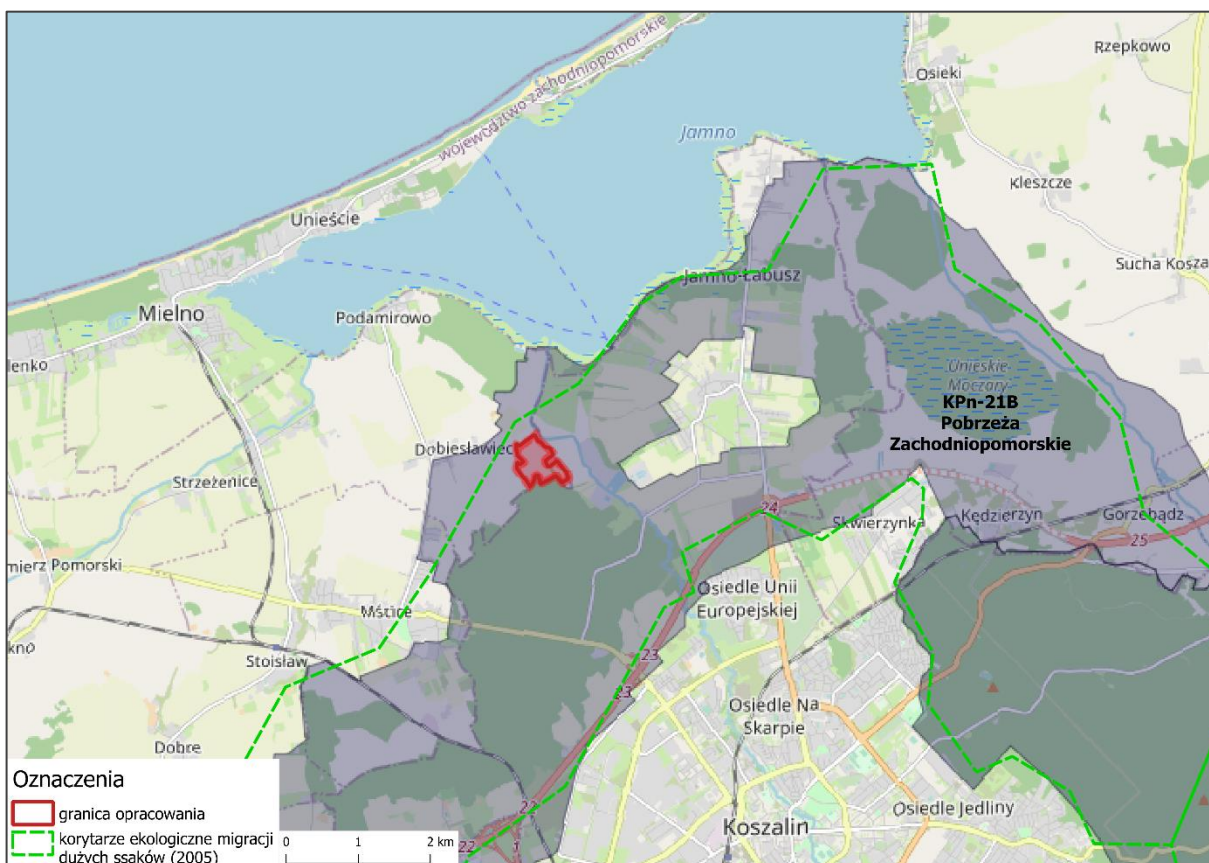 Rzepkowo
Osieki
województwo zachodniopomorskie
Jamno
Kleszcze
Unieście
Sucha Kosza
Jamno-Łabusz
Mielno
Podamirowo
lenko
Unieskie
Moczary
KPn-21B
Pobrzeża
Zachodniopomorskie
Dobiesławiec
Strzeżenice
24
Skwierzynka
Kędzierzyn
Gorzebądz
25
mierz Pomorski
Osiedle Unii
Europejskiej
Mścice
kno
Stoisław
23
23
Osiedle Na
Skarpie
Dobre
Oznaczenia
granica opracowania
korytarze ekologiczne migracji
dużych ssaków (2005)
0 1 2 km
22
22
1
Osiedle Jedliny
Koszalin